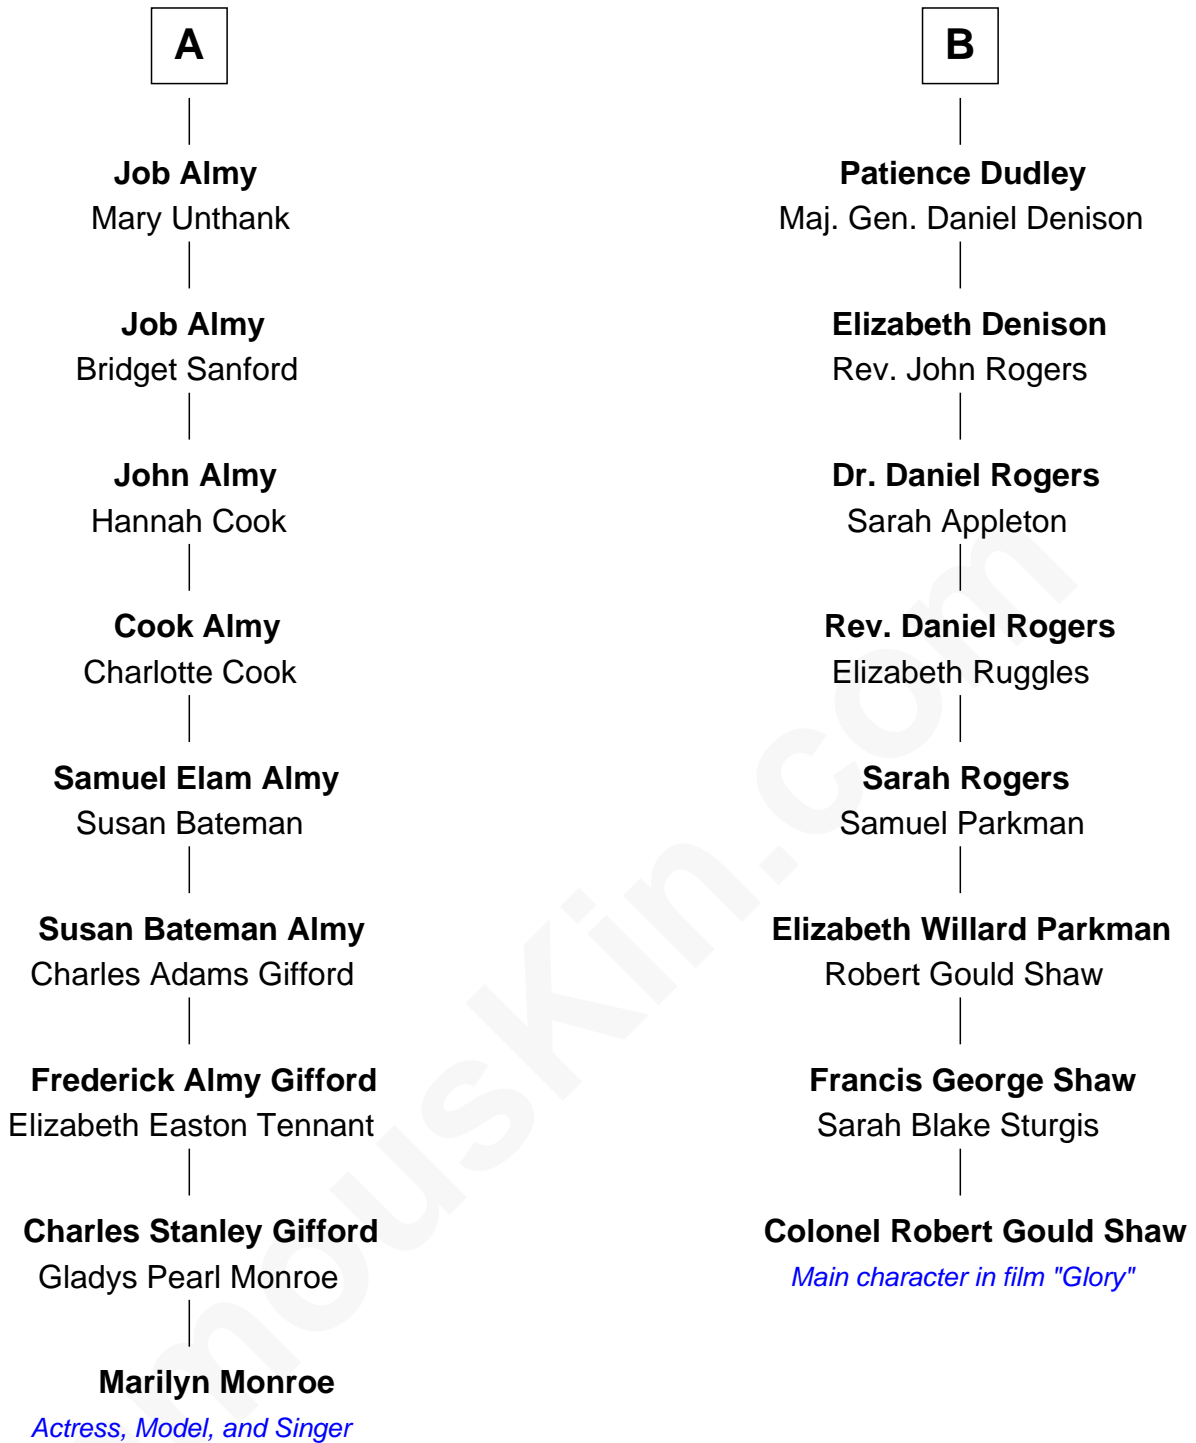 A
Job Almy
Mary Unthank
Job Almy
Bridget Sanford
John Almy
Hannah Cook
Cook Almy
Charlotte Cook
Samuel Elam Almy
Susan Bateman
Susan Bateman Almy
Charles Adams Gifford
Frederick Almy Gifford
Elizabeth Easton Tennant
Charles Stanley Gifford
Gladys Pearl Monroe
Marilyn Monroe
Actress, Model, and Singer
B
Patience Dudley
Maj. Gen. Daniel Denison
Elizabeth Denison
Rev. John Rogers
Dr. Daniel Rogers
Sarah Appleton
Rev. Daniel Rogers
Elizabeth Ruggles
Sarah Rogers
Samuel Parkman
Elizabeth Willard Parkman
Robert Gould Shaw
Francis George Shaw
Sarah Blake Sturgis
Colonel Robert Gould Shaw
Main character in film "Glory"
mousKin.com